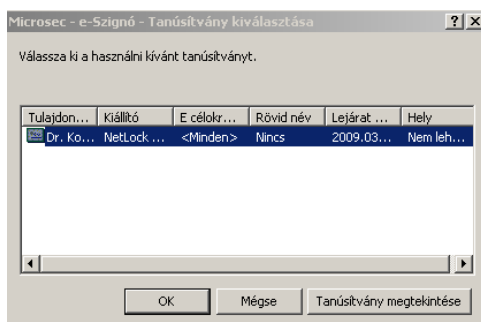 Microsec - e-Szignó - Tanúsítvány kiválasztása
Válassza ki a használni kívánt tanúsítványt.
Tulajdon... Kiállító E célokr... Rövid név Lejárat ... Hely
Dr. Ko... NetLock ... <Minden> Nincs 2009.03... Nem leh...
OK Mégse Tanúsítvány megtekintése